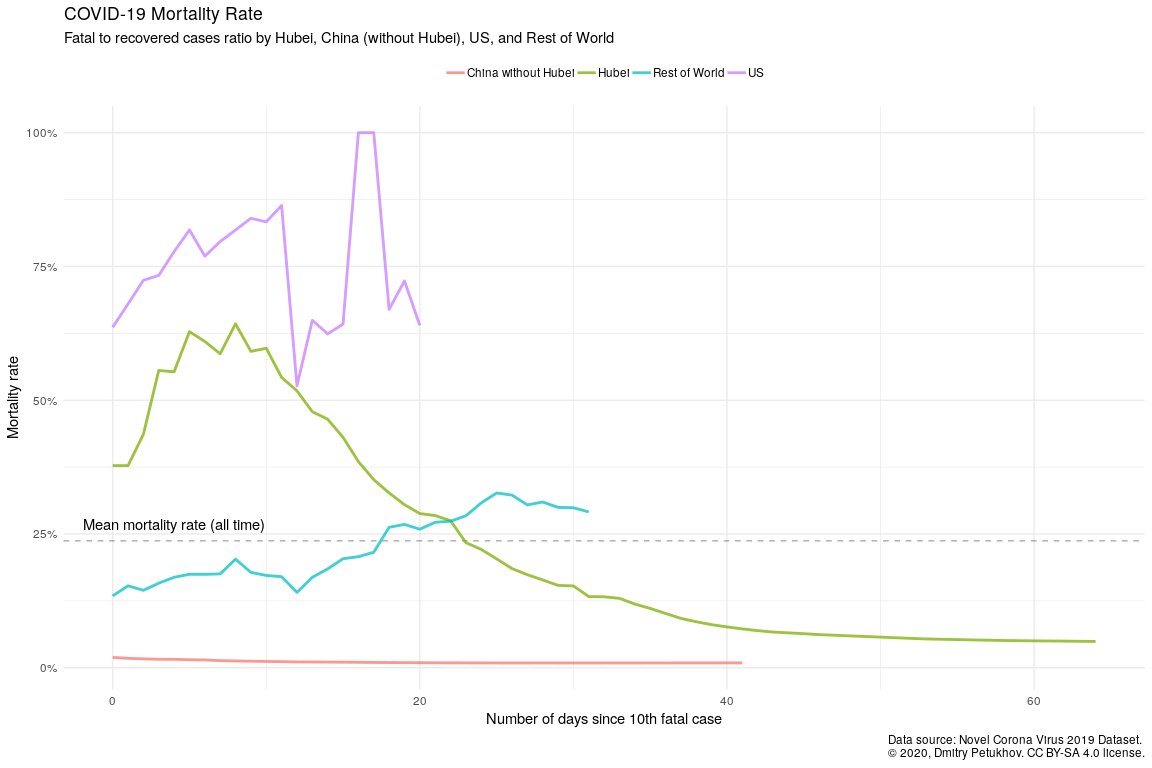 COVID-19 Mortality Rate
Fatal to recovered cases ratio by Hubei, China (without Hubei), US, and Rest of World
China without Hubei Hubei Rest of World US
100%
75%
50%
25%
0%
Mortality rate
Mean mortality rate (all time)
0 20 40 60
Number of days since 10th fatal case
Data source: Novel Corona Virus 2019 Dataset.
© 2020, Dmitry Petukhov. CC BY-SA 4.0 license.